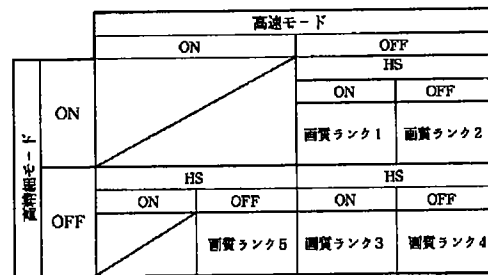 高速モード
ON OFF
HS
ON OFF
高精細モード
ON
画質ランク1 画質ランク2
HS HS
ON OFF ON OFF
OFF
画質ランク5 画質ランク3 画質ランク4